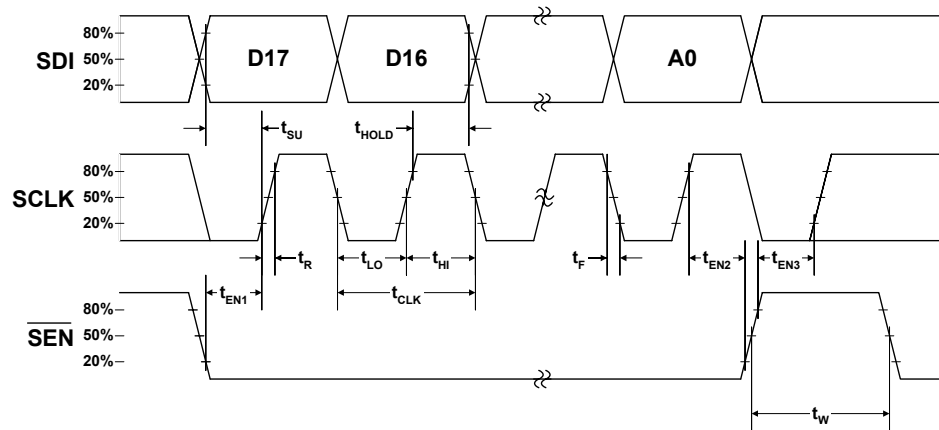 80%
SDI 50% D17 D16 A0
20%
tSU tHOLD
80%
SCLK 50%
20%
tR tLO tHI tF tEN2 tEN3
tEN1 tCLK
80%
SEN 50%
20%
tW